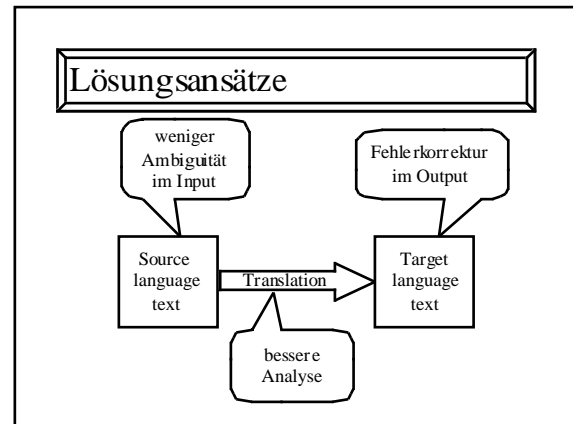 Lösungsansätze
weniger
Ambiguität
im Input
Fehlerkorrektur
im Output
Source
language
text
Translation
Target
language
text
bessere
Analyse